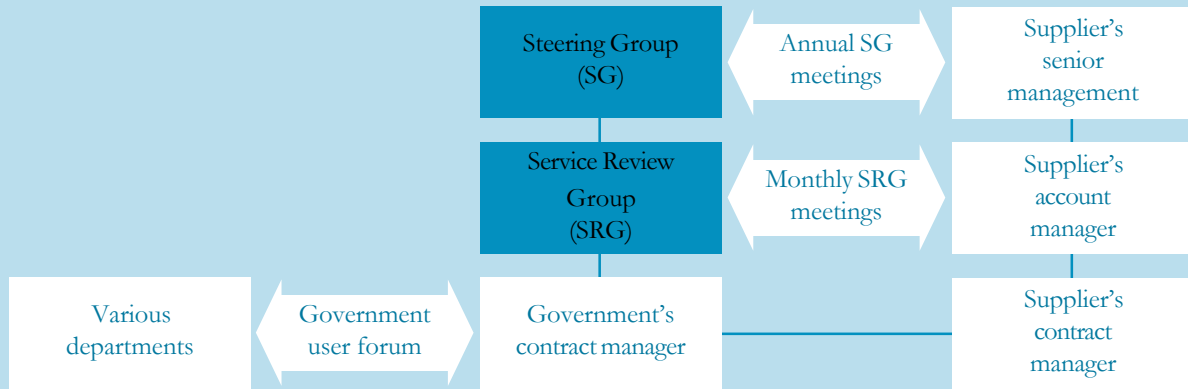 Steering Group
(SG)
Annual SG
meetings
Supplier's
senior
management
Service Review
Group
(SRG)
Monthly SRG
meetings
Supplier's
account
manager
Various
departments
Government
user forum
Government's
contract manager
Supplier's
contract
manager